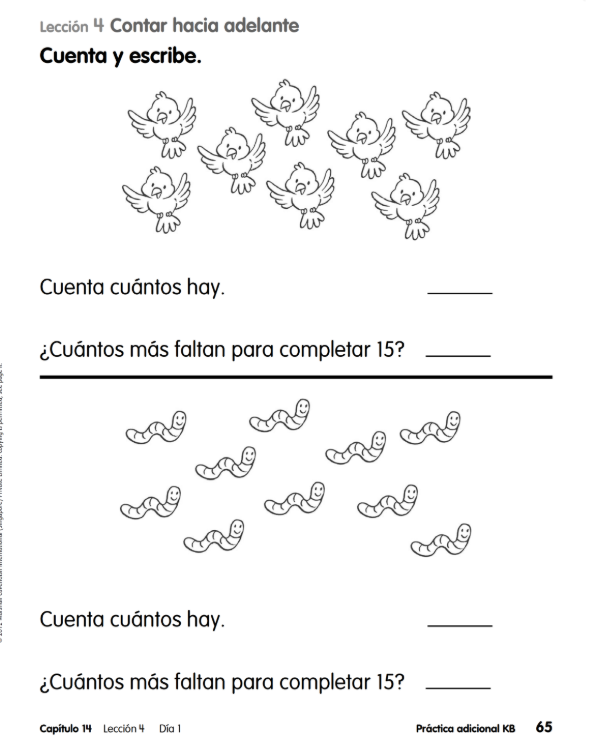 Lección 4 Contar hacia adelante
Cuenta y escribe.
Cuenta cuántos hay.
¿Cuántos más faltan para completar 15?
Cuenta cuántos hay.
¿Cuántos más faltan para completar 15?
Capítulo 14 Lección 4 Día 1
Práctica adicional KB 65